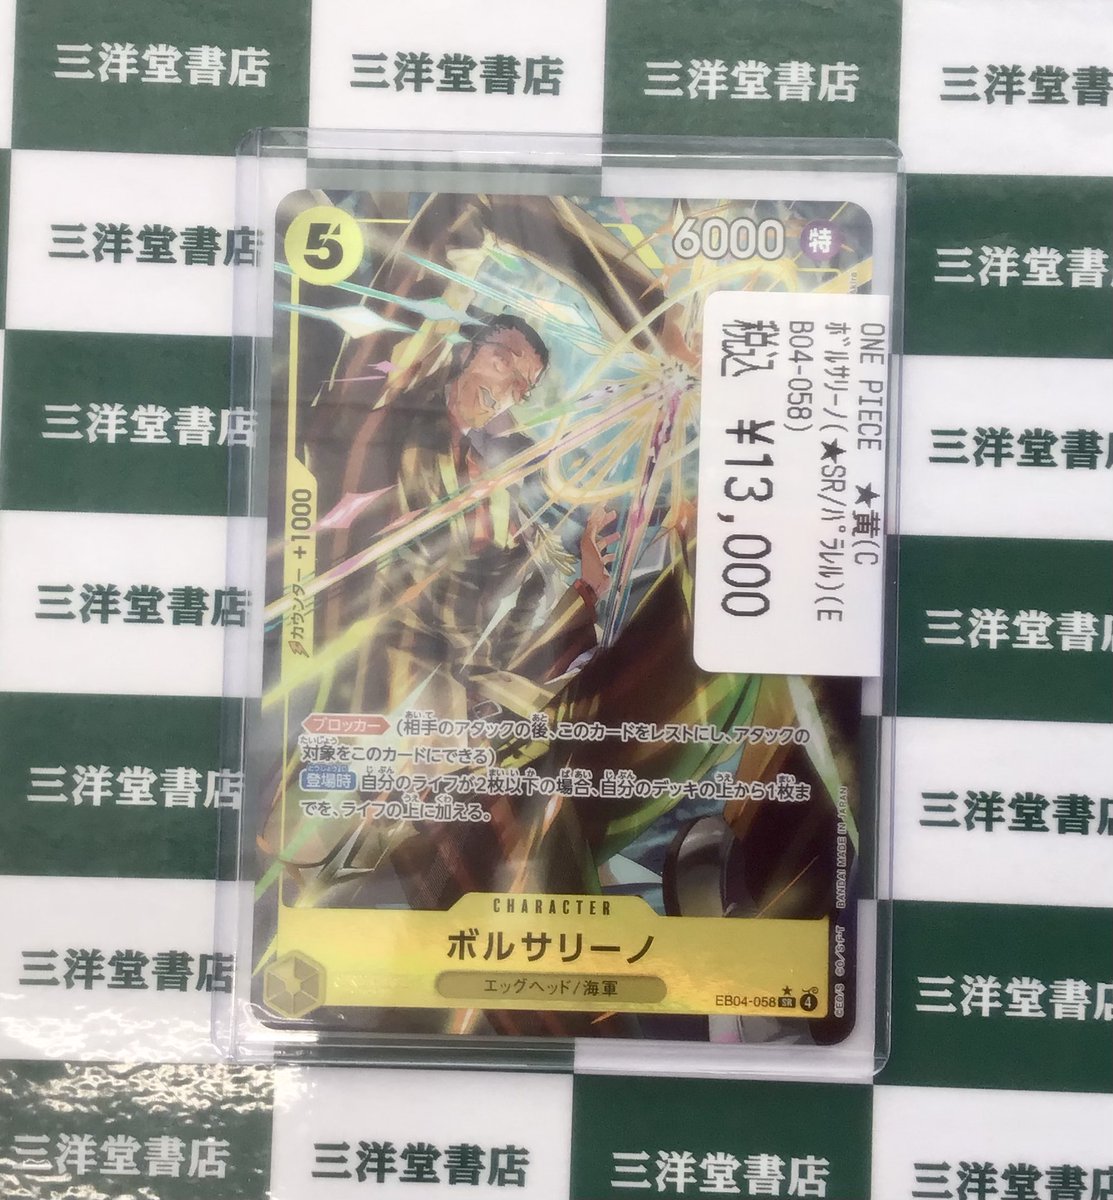 三洋堂書店 三洋堂書店 三洋堂書店 三洋堂書店
三洋堂書店
三洋堂書店
三洋堂書店
三洋堂書店
三洋堂書店
三洋堂書店
三洋堂書店
三洋堂書店
三洋堂書店
三洋堂書店
5
6000
特
ONE PIECE ★黄(C
ボルサリーノ(★SR/パラレル)(E
B04-058)
税込 ¥13,000
カウンター +1000
ブロッカー (相手のアタックの後、このカードをレストにし、アタックの
対象をこのカードにできる)
登場時 自分のライフが2枚以下の場合、自分のデッキの上から1枚ま
でを、ライフの上に加える。
BANDAI MADE IN JAPAN
CHARACTER
ボルサリーノ
エッグヘッド/海軍
EB04-058 SR 4
三洋堂書店 三洋堂書店 三洋堂書店 三洋堂書店